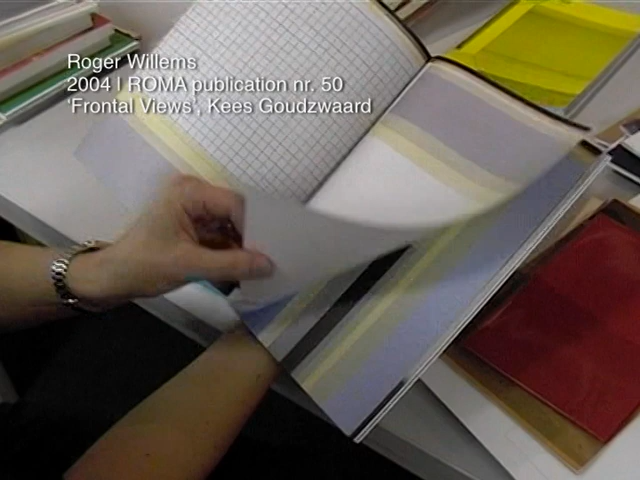 Roger Willems
2004 | ROMA publication nr. 50
'Frontal Views', Kees Goudzwaard